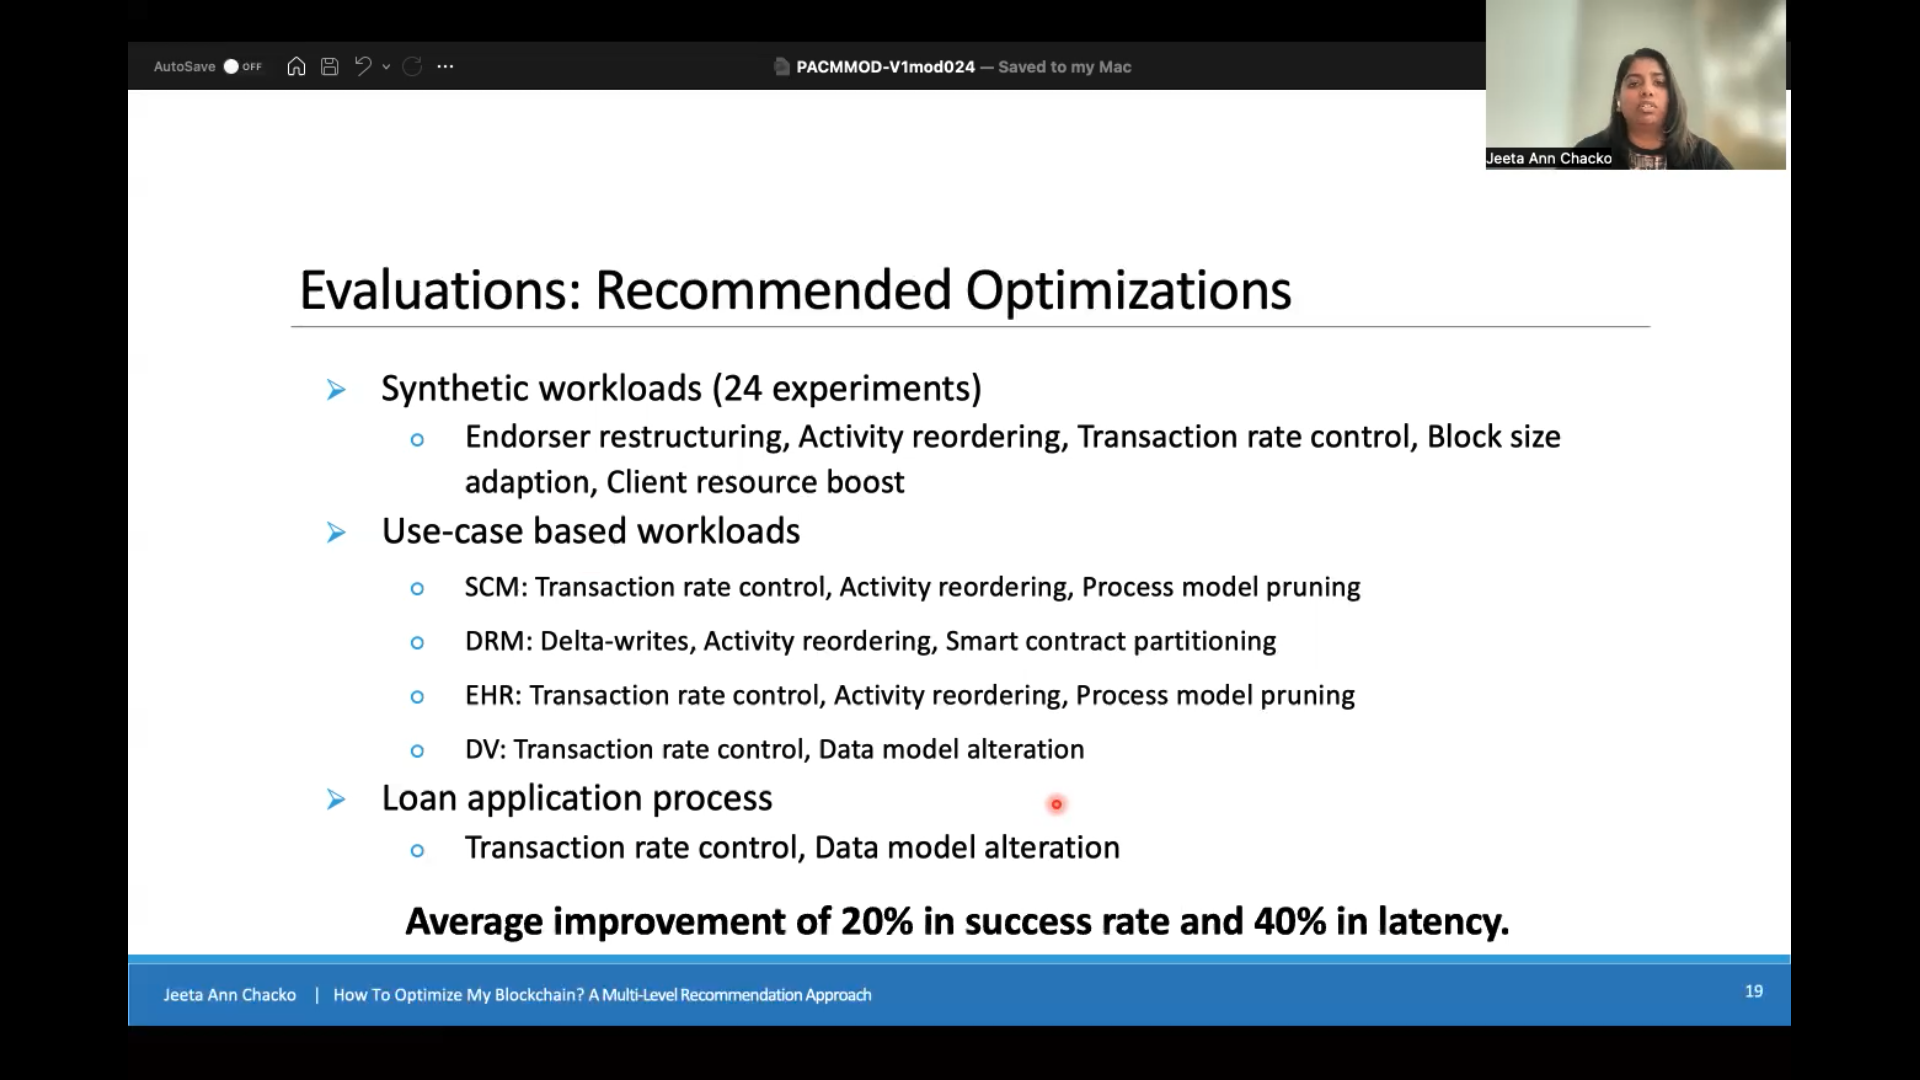 AutoSave OFF
PACMMOD-V1mod024 — Saved to my Mac
Jeeta Ann Chacko
Evaluations: Recommended Optimizations
Synthetic workloads (24 experiments)
Endorser restructuring, Activity reordering, Transaction rate control, Block size
adaption, Client resource boost
Use-case based workloads
SCM: Transaction rate control, Activity reordering, Process model pruning
DRM: Delta-writes, Activity reordering, Smart contract partitioning
EHR: Transaction rate control, Activity reordering, Process model pruning
DV: Transaction rate control, Data model alteration
Loan application process
Transaction rate control, Data model alteration
Average improvement of 20% in success rate and 40% in latency.
Jeeta Ann Chacko | How To Optimize My Blockchain? A Multi-Level Recommendation Approach
19